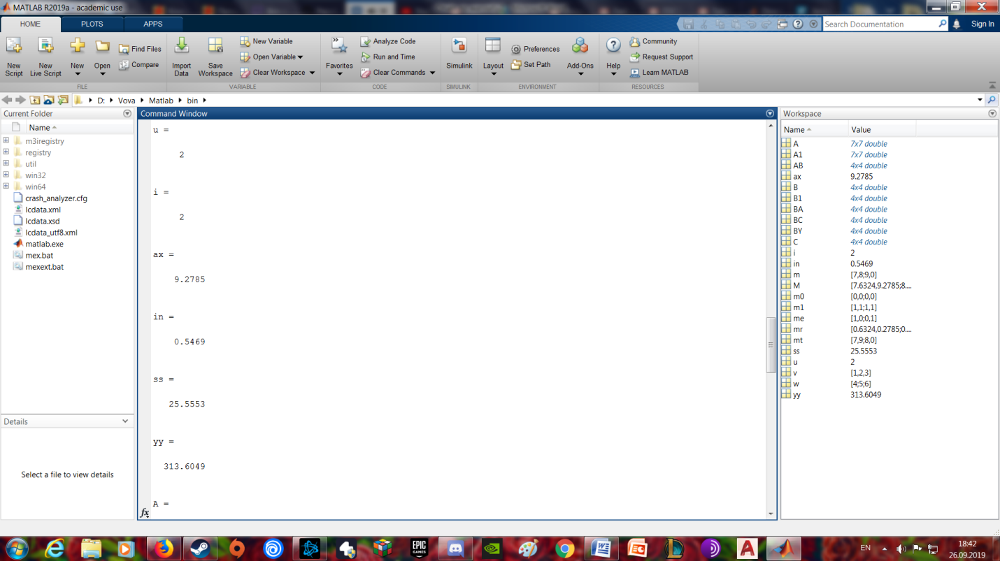 MATLAB R2019a - academic use
HOME PLOTS APPS
Search Documentation Sign In
New Script
New Live Script
New
Open
Find Files
Compare
FILE
Import Data
Save Workspace
New Variable
Open Variable
Clear Workspace
VARIABLE
Favorites
Analyze Code
Run and Time
Clear Commands
CODE
Simulink
SIMULINK
Layout
Preferences
Set Path
Add-Ons
ENVIRONMENT
Help
Community
Request Support
Learn MATLAB
RESOURCES
D: Vova Matlab bin
Current Folder
Name
m3iregistry
registry
util
win32
win64
crash_analyzer.cfg
lcdata.xml
lcdata.xsd
lcdata_utf8.xml
matlab.exe
mex.bat
mexext.bat
Details
Select a file to view details
Command Window
u =
2
i =
2
ax =
9.2785
in =
0.5469
ss =
25.5553
yy =
313.6049
A =
fx
Workspace
Name Value
A 7x7 double
A1 7x7 double
AB 4x4 double
ax 9.2785
B 4x4 double
B1 4x4 double
BA 4x4 double
BC 4x4 double
BY 4x4 double
C 4x4 double
i 2
in 0.5469
m [7,8;9,0]
M [7.6324,9.2785;8....
m0 [0,0;0,0]
m1 [1,1;1,1]
me [1,0;0,1]
mr [0.6324,0.2785;0....
mt [7,9;8,0]
ss 25.5553
u 2
v [1,2,3]
w [4;5;6]
yy 313.6049
EPIC
GAMES
EN
18:42
26.09.2019